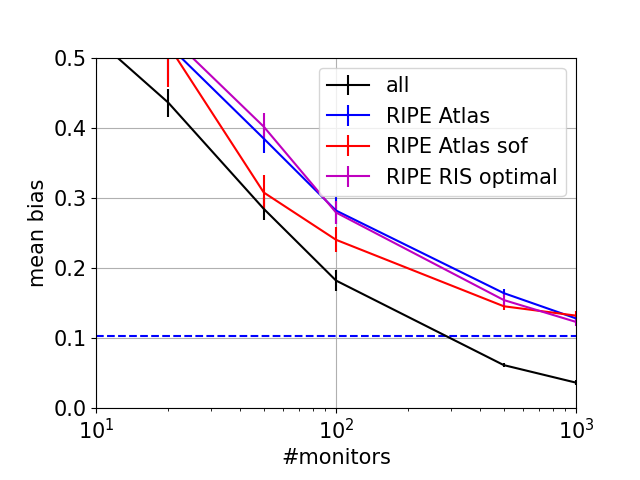 0.5
0.4
0.3
0.2
0.1
0.0
mean bias
all
RIPE Atlas
RIPE Atlas sof
RIPE RIS optimal
10¹ 10² 10³
#monitors